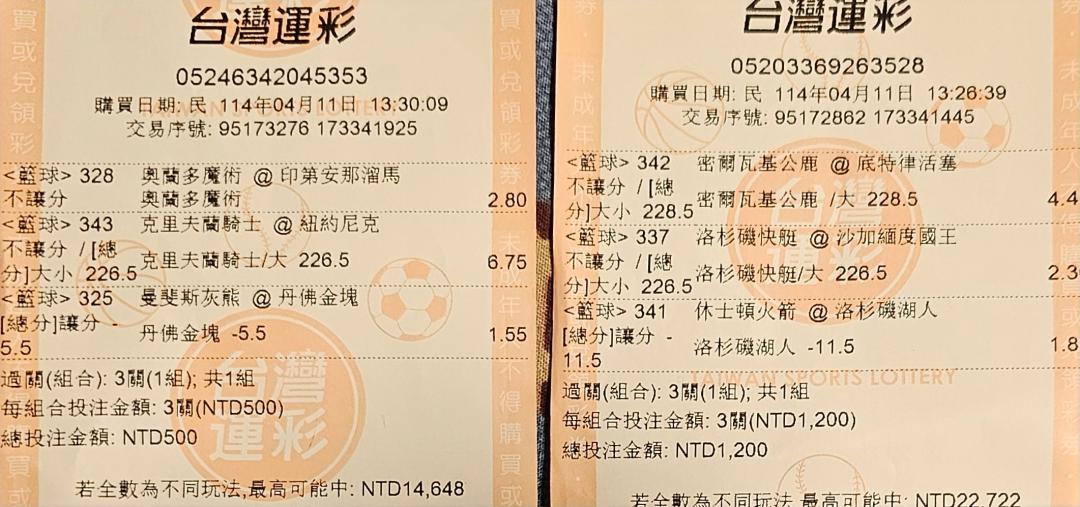 台灣運彩
05246342045353
購買日期: 民 114年04月11日 13:30:09
交易序號: 95173276 173341925
<籃球> 328 奧蘭多魔術 @ 印第安那溜馬
不讓分 奧蘭多魔術 2.80
<籃球> 343 克里夫蘭騎士 @ 紐約尼克
不讓分 / [總
分]大小 226.5 克里夫蘭騎士/大 226.5 6.75
<籃球> 325 曼斐斯灰熊 @ 丹佛金塊
[總分]讓分 -
5.5 丹佛金塊 -5.5 1.55
過關(組合): 3關(1組); 共1組
每組合投注金額: 3關(NTD500)
總投注金額: NTD500
若全數為不同玩法,最高可能中: NTD14,648
台灣運彩
05203369263528
購買日期: 民 114年04月11日 13:26:39
交易序號: 95172862 173341445
<籃球> 342 密爾瓦基公鹿 @ 底特律活塞
不讓分 / [總
分]大小 228.5 密爾瓦基公鹿 /大 228.5 4.4
<籃球> 337 洛杉磯快艇 @ 沙加緬度國王
不讓分 / [總
分]大小 226.5 洛杉磯快艇/大 226.5 2.3
<籃球> 341 休士頓火箭 @ 洛杉磯湖人
[總分]讓分 -
11.5 洛杉磯湖人 -11.5 1.8
過關(組合): 3關(1組); 共1組
TAIWAN SPORTS LOTTERY
每組合投注金額: 3關(NTD1,200)
總投注金額: NTD1,200
若全數為不同玩法,最高可能中: NTD22,722
台灣
運彩